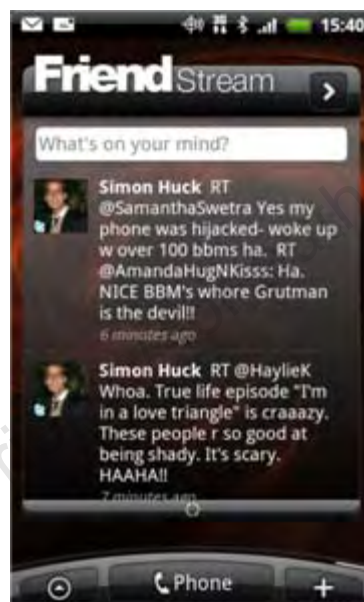 15:40
Friend Stream
What's on your mind?
Simon Huck RT
@SamanthaSwetra Yes my
phone was hijacked- woke up
w over 100 bbms ha. RT
@AmandaHugNKisss: Ha.
NICE BBM's whore Grutman
is the devil!!
6 minutes ago
Simon Huck RT @HaylieK
Whoa. True life episode "I'm
in a love triangle" is craaazy.
These people r so good at
being shady. It's scary.
HAAHA!!
7 minutes ago
Phone